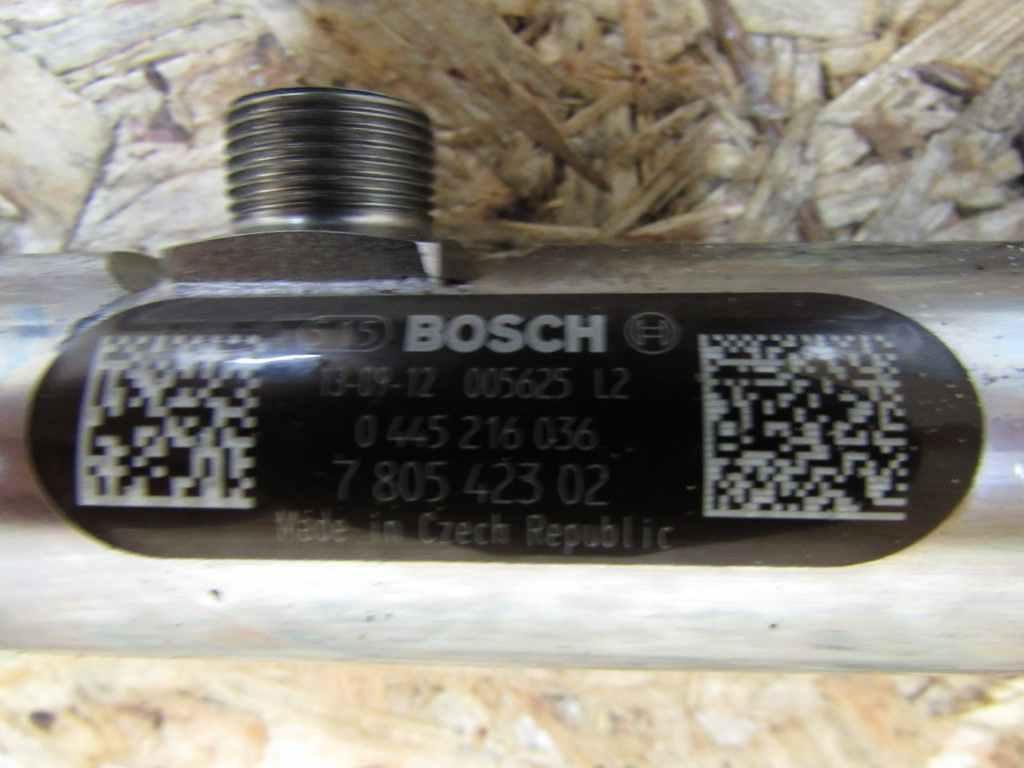 BOSCH
13-09-12 005625 L2
0 445 216 036
7 805 423 02
Made in Czech Republic